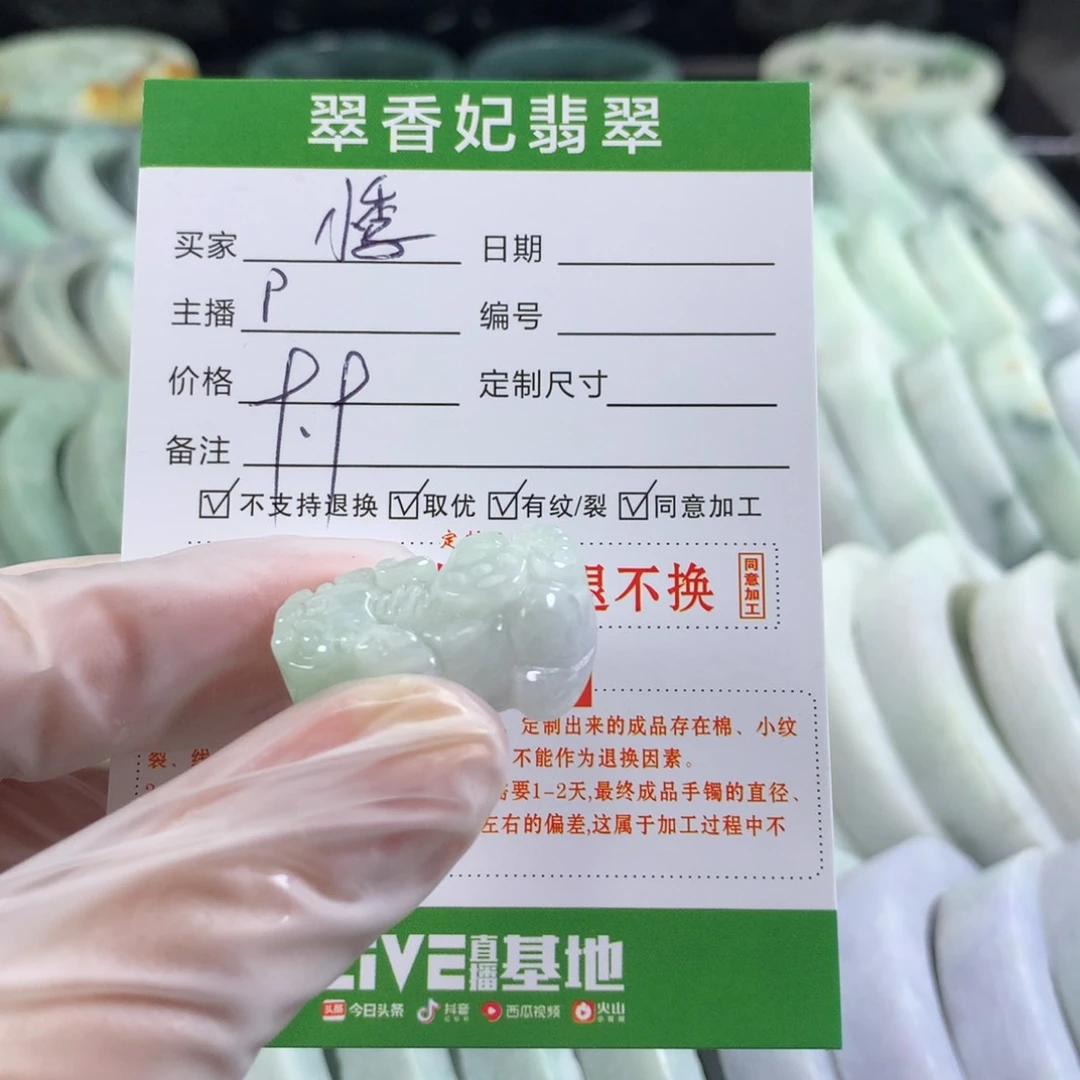 翠香妃翡翠
买家 日期
主播 P 编号
价格 定制尺寸
备注
不支持退换 取优 有纹/裂 同意加工
退不换 同意加工
定制出来的成品存在棉、小纹
裂、线 不能作为退换因素。
需要1-2天,最终成品手镯的直径、
左右的偏差,这属于加工过程中不
LiVE直播基地
头条 今日头条 抖音 西瓜视频 火山